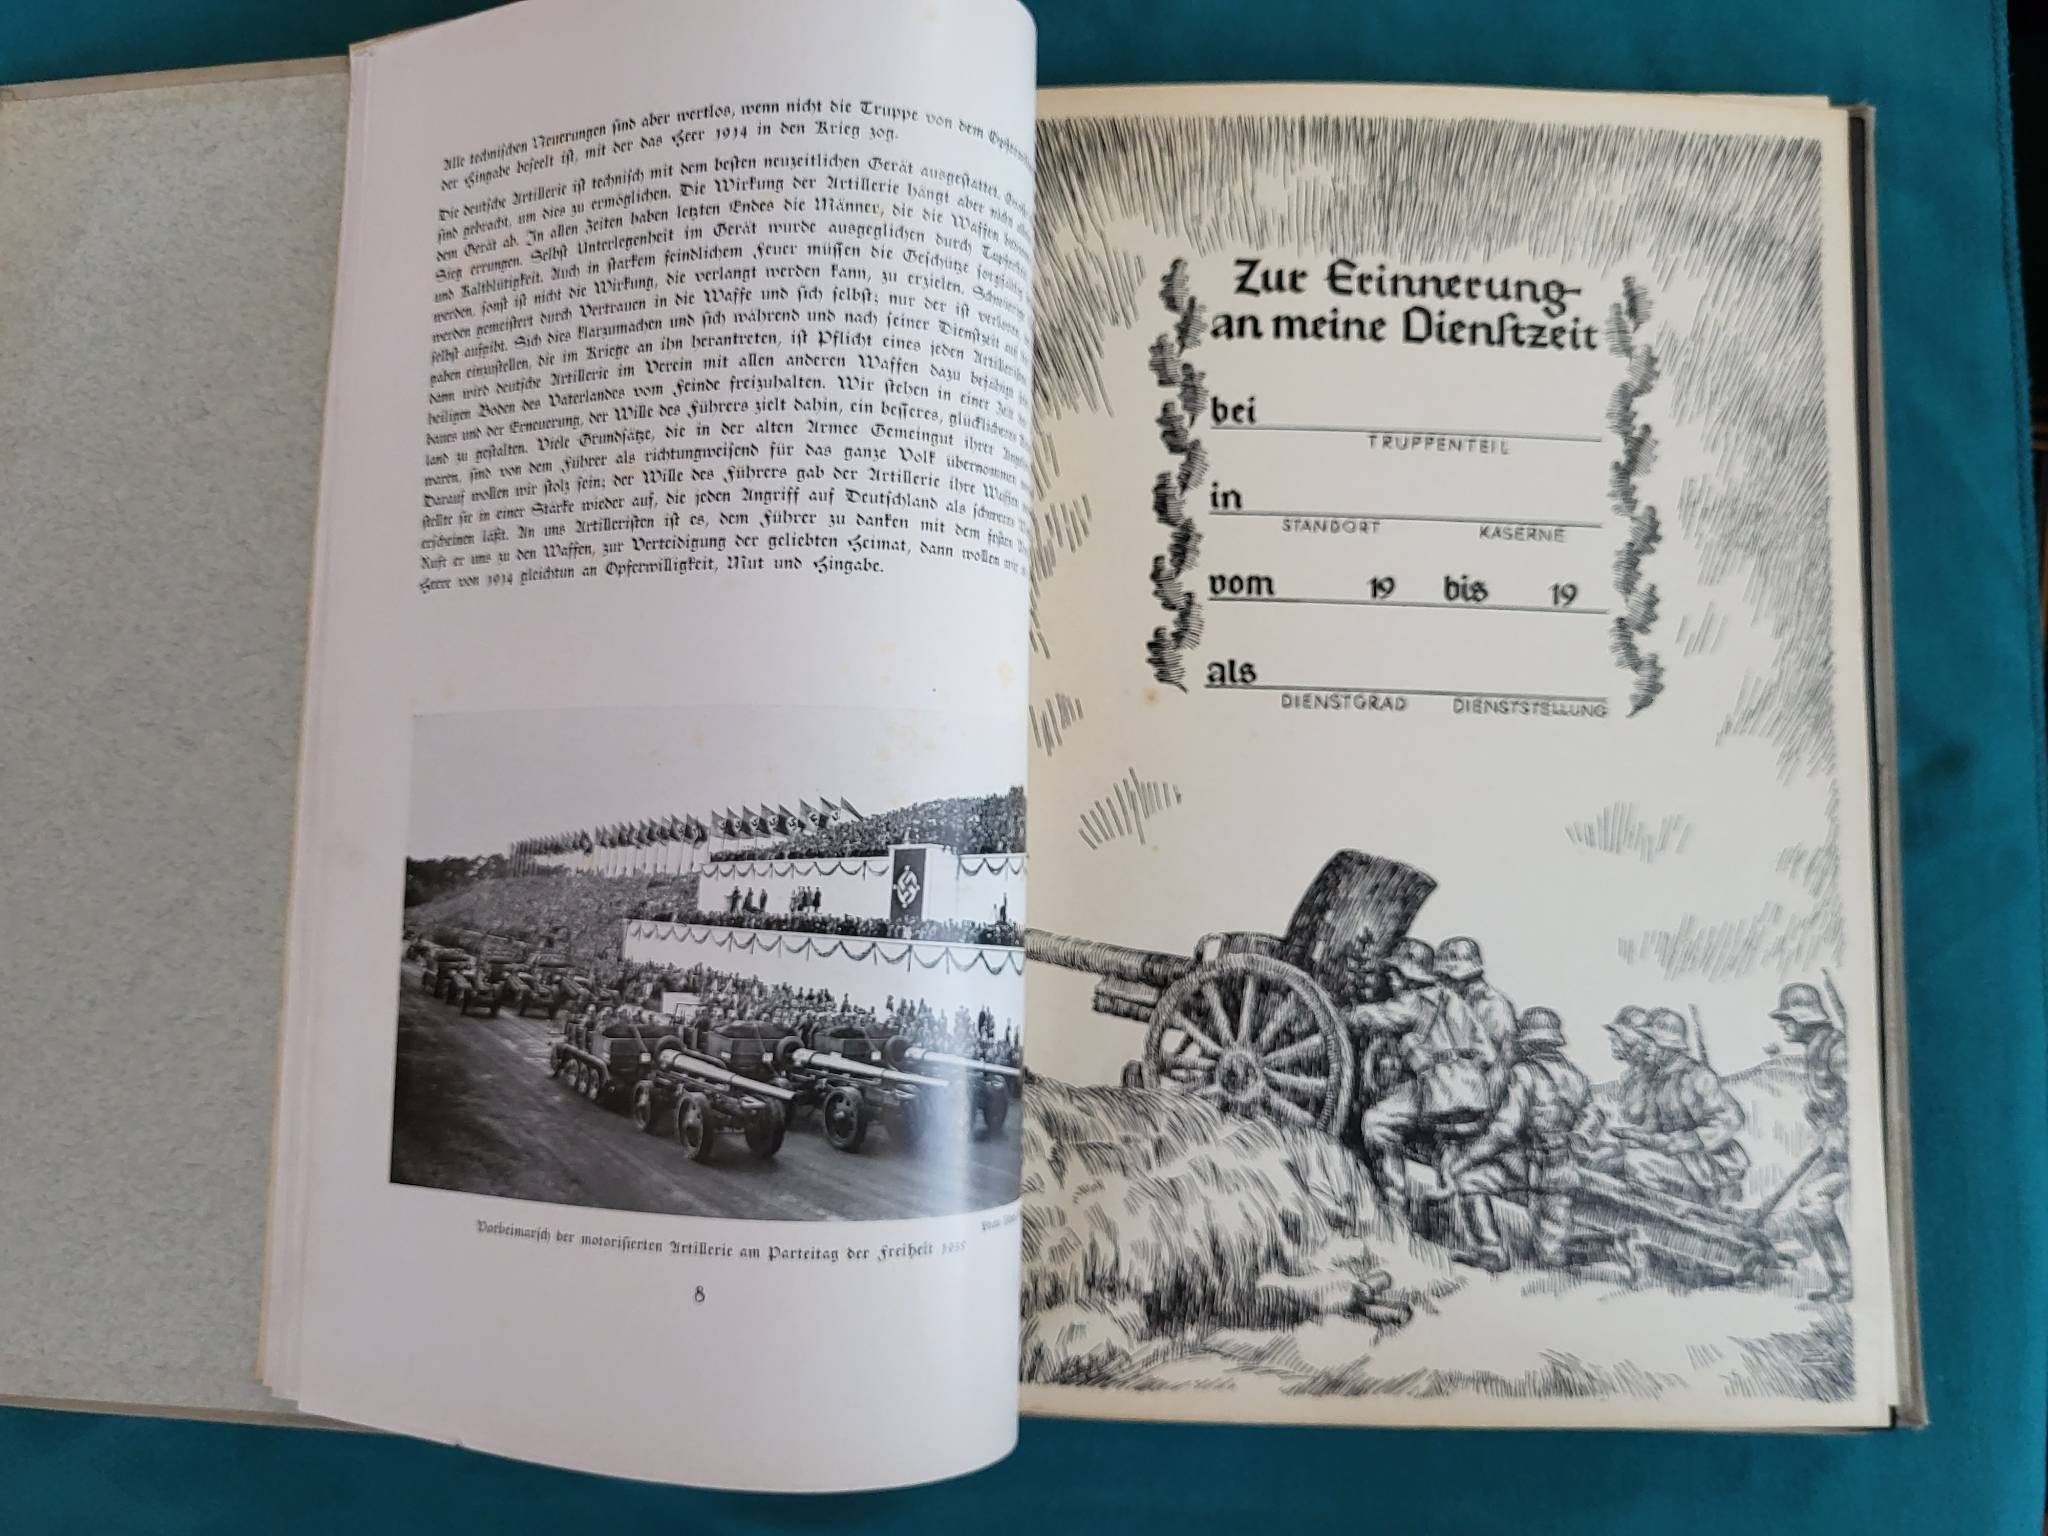 Alle technischen Neuerungen sind aber wertlos, wenn nicht die Truppe von dem
der Hingabe beseelt ist, mit der das Heer 1914 in den Krieg zog.
Die deutsche Artillerie ist technisch mit dem besten neuzeitlichen Gerät ausgestattet.
sind gebracht, um dies zu ermöglichen. Die Wirkung der Artillerie hängt aber nicht
dem Gerät ab. In allen Zeiten haben letzten Endes die Männer, die die Waffen
Sieg errungen. Selbst Unterlegenheit im Gerät wurde ausgeglichen durch
und Kaltblütigkeit. Auch in starkem feindlichem Feuer müssen die Geschütze sorgfältig
werden, sonst ist nicht die Wirkung, die verlangt werden kann, zu erzielen.
werden gemeistert durch Vertrauen in die Waffe und sich selbst; nur der ist verloren,
selbst aufgibt. Sich dies klarzumachen und sich während und nach seiner Dienstzeit auf
gaben einzustellen, die im Kriege an ihn herantreten, ist Pflicht eines jeden Artilleristen
dann wird deutsche Artillerie im Verein mit allen anderen Waffen dazu befähigt
heiligen Boden des Vaterlandes vom Feinde freizuhalten. Wir stehen in einer Zeit
baues und der Erneuerung, der Wille des Führers zielt dahin, ein besseres, glücklicheres
land zu gestalten. Viele Grundsätze, die in der alten Armee Gemeingut ihrer
waren, sind von dem Führer als richtungweisend für das ganze Volk übernommen
Darauf wollen wir stolz sein; der Wille des Führers gab der Artillerie ihre Waffen
stellte sie in einer Stärke wieder auf, die jeden Angriff auf Deutschland als schweres
erscheinen läßt. An uns Artilleristen ist es, dem Führer zu danken mit dem festen
Ruft er uns zu den Waffen, zur Verteidigung der geliebten Heimat, dann wollen wir
Heere von 1914 gleichtun an Opferwilligkeit, Mut und Hingabe.
Vorbeimarsch der motorisierten Artillerie am Parteitag der Freiheit 1935
8
Zur Erinnerung
an meine Dienstzeit
bei
TRUPPENTEIL
in
STANDORT KASERNE
vom 19 bis 19
als
DIENSTGRAD DIENSTSTELLUNG